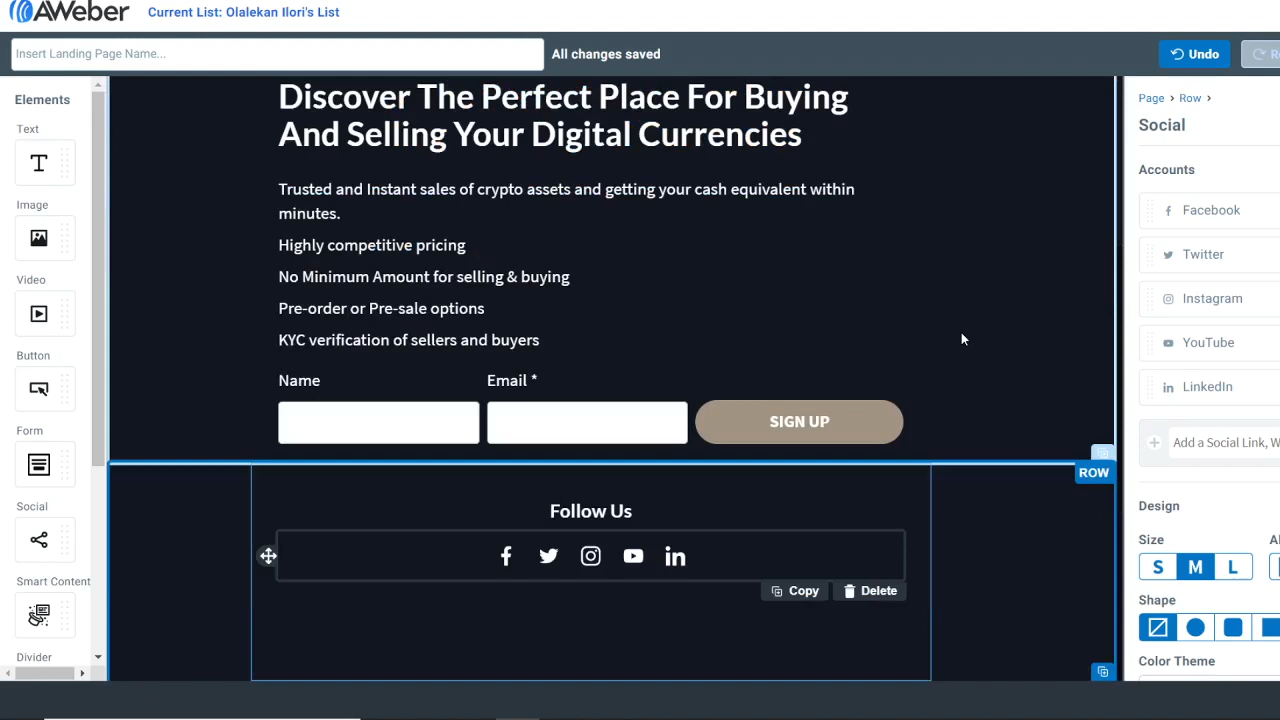 AWeber
Current List: Olalekan Ilori's List
Insert Landing Page Name...
All changes saved
Undo
Elements
Text
Image
Video
Button
Form
Social
Smart Content
Divider
Discover The Perfect Place For Buying
And Selling Your Digital Currencies
Trusted and Instant sales of crypto assets and getting your cash equivalent within
minutes.
Highly competitive pricing
No Minimum Amount for selling & buying
Pre-order or Pre-sale options
KYC verification of sellers and buyers
Name
Email *
SIGN UP
ROW
Follow Us
Copy
Delete
Page › Row ›
Social
Accounts
Facebook
Twitter
Instagram
YouTube
LinkedIn
Add a Social Link, W
Design
Size
S M L
Shape
Color Theme